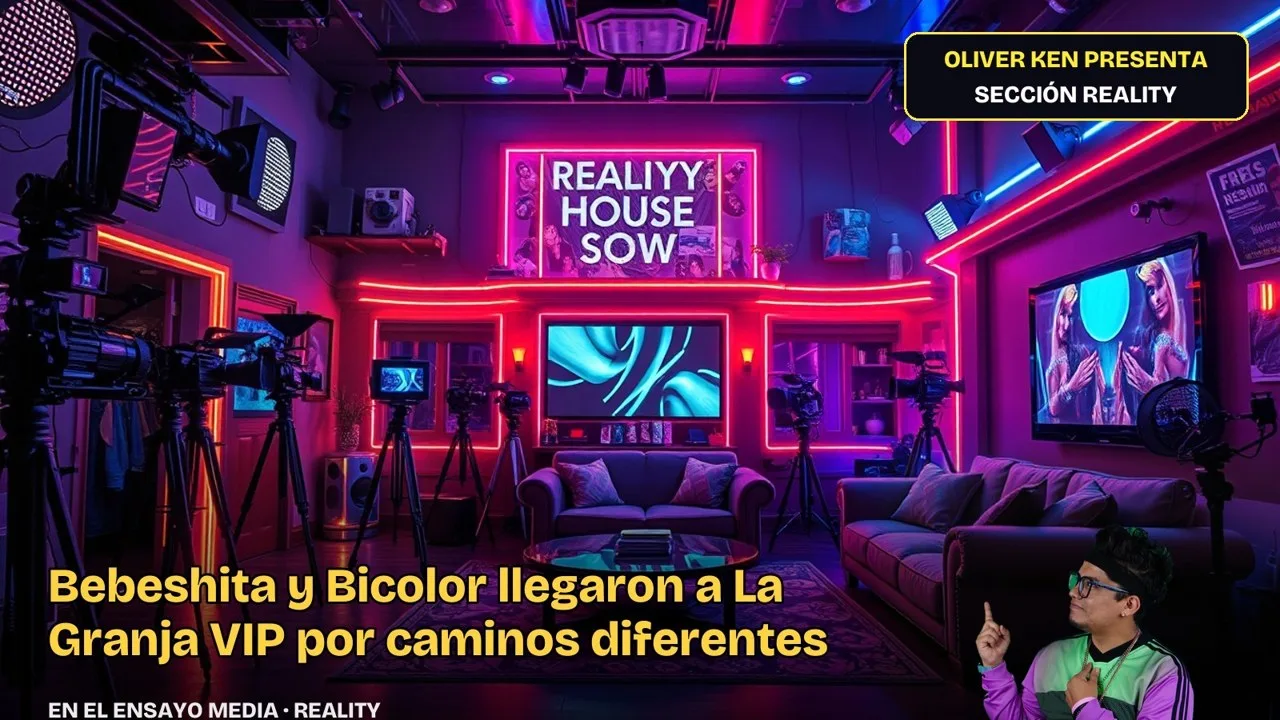 OLIVER KEN PRESENTA
SECCIÓN REALITY
REALIYY
HOUSE
SOW
Bebeshita y Bicolor llegaron a La
Granja VIP por caminos diferentes
EN EL ENSAYO MEDIA · REALITY